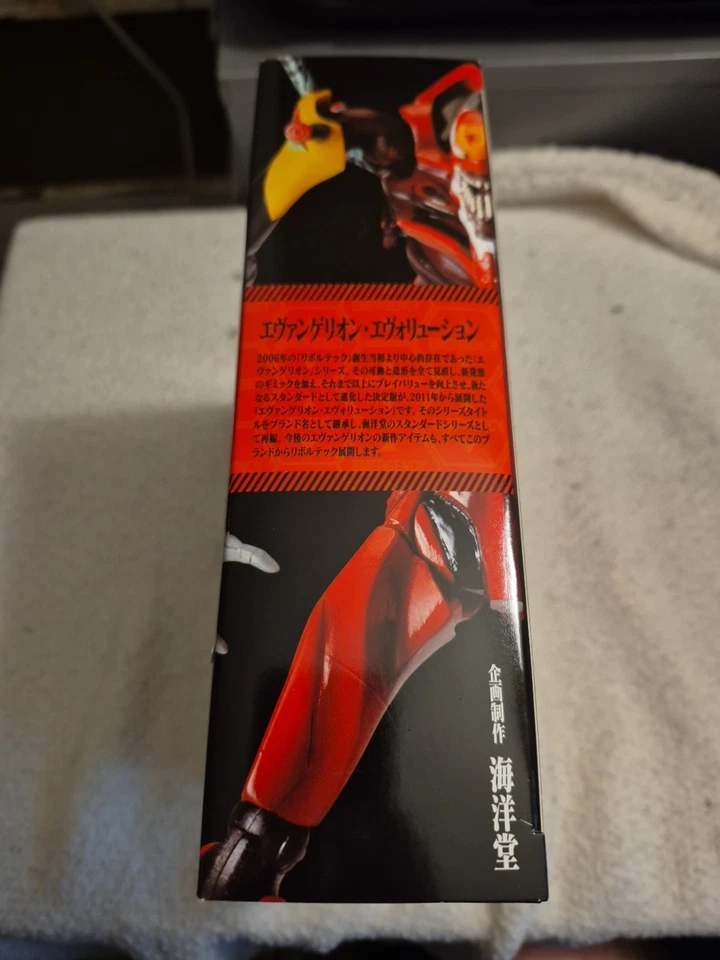 エヴァンゲリオン・エヴォリューション
2006年の「リボルテック」誕生当初より中心的存在であった「エ
ヴァンゲリオン」シリーズ。その可動と造形を全て見直し、新発想
のギミックを加え、それまで以上にプレイバリューを向上させ、新た
なるスタンダードとして進化した決定版が、2011年から展開した
「エヴァンゲリオン・エヴォリューション」です。そのシリーズタイト
ルをブランド名として継承し、海洋堂のスタンダードシリーズとし
て再編。今後のエヴァンゲリオンの新作アイテムも、すべてこのブ
ランドからリボルテック展開します。
企画制作 海洋堂